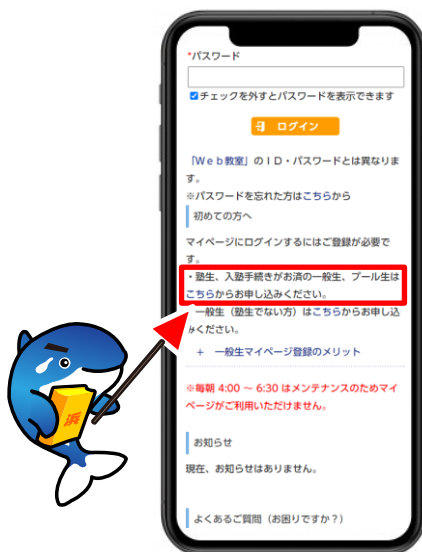 *パスワード
チェックを外すとパスワードを表示できます
ログイン
「Ｗｅｂ教室」のＩＤ・パスワードとは異なりま
す。
※パスワードを忘れた方はこちらから
初めての方へ
マイページにログインするにはご登録が必要で
す。
・塾生、入塾手続きがお済の一般生、プール生は
こちらからお申し込みください。
一般生（塾生でない方）はこちらからお申し込
みください。
+ 一般生マイページ登録のメリット
※毎朝 4:00 ～ 6:30 はメンテナンスのためマイ
ページがご利用いただけません。
お知らせ
現在、お知らせはありません。
よくあるご質問（お困りですか？）
浜